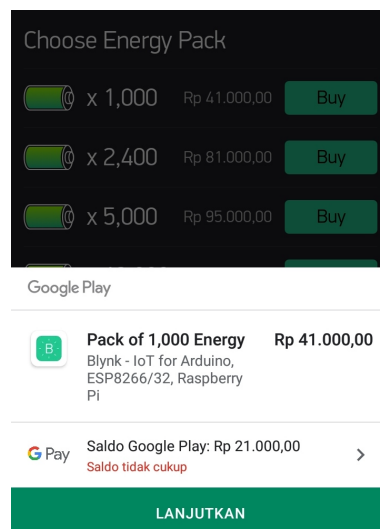 Choose Energy Pack
x 1,000 Rp 41.000,00 Buy
x 2,400 Rp 81.000,00 Buy
x 5,000 Rp 95.000,00 Buy
Google Play
B
Pack of 1,000 Energy Rp 41.000,00
Blynk - IoT for Arduino,
ESP8266/32, Raspberry
Pi
G Pay Saldo Google Play: Rp 21.000,00
Saldo tidak cukup
LANJUTKAN